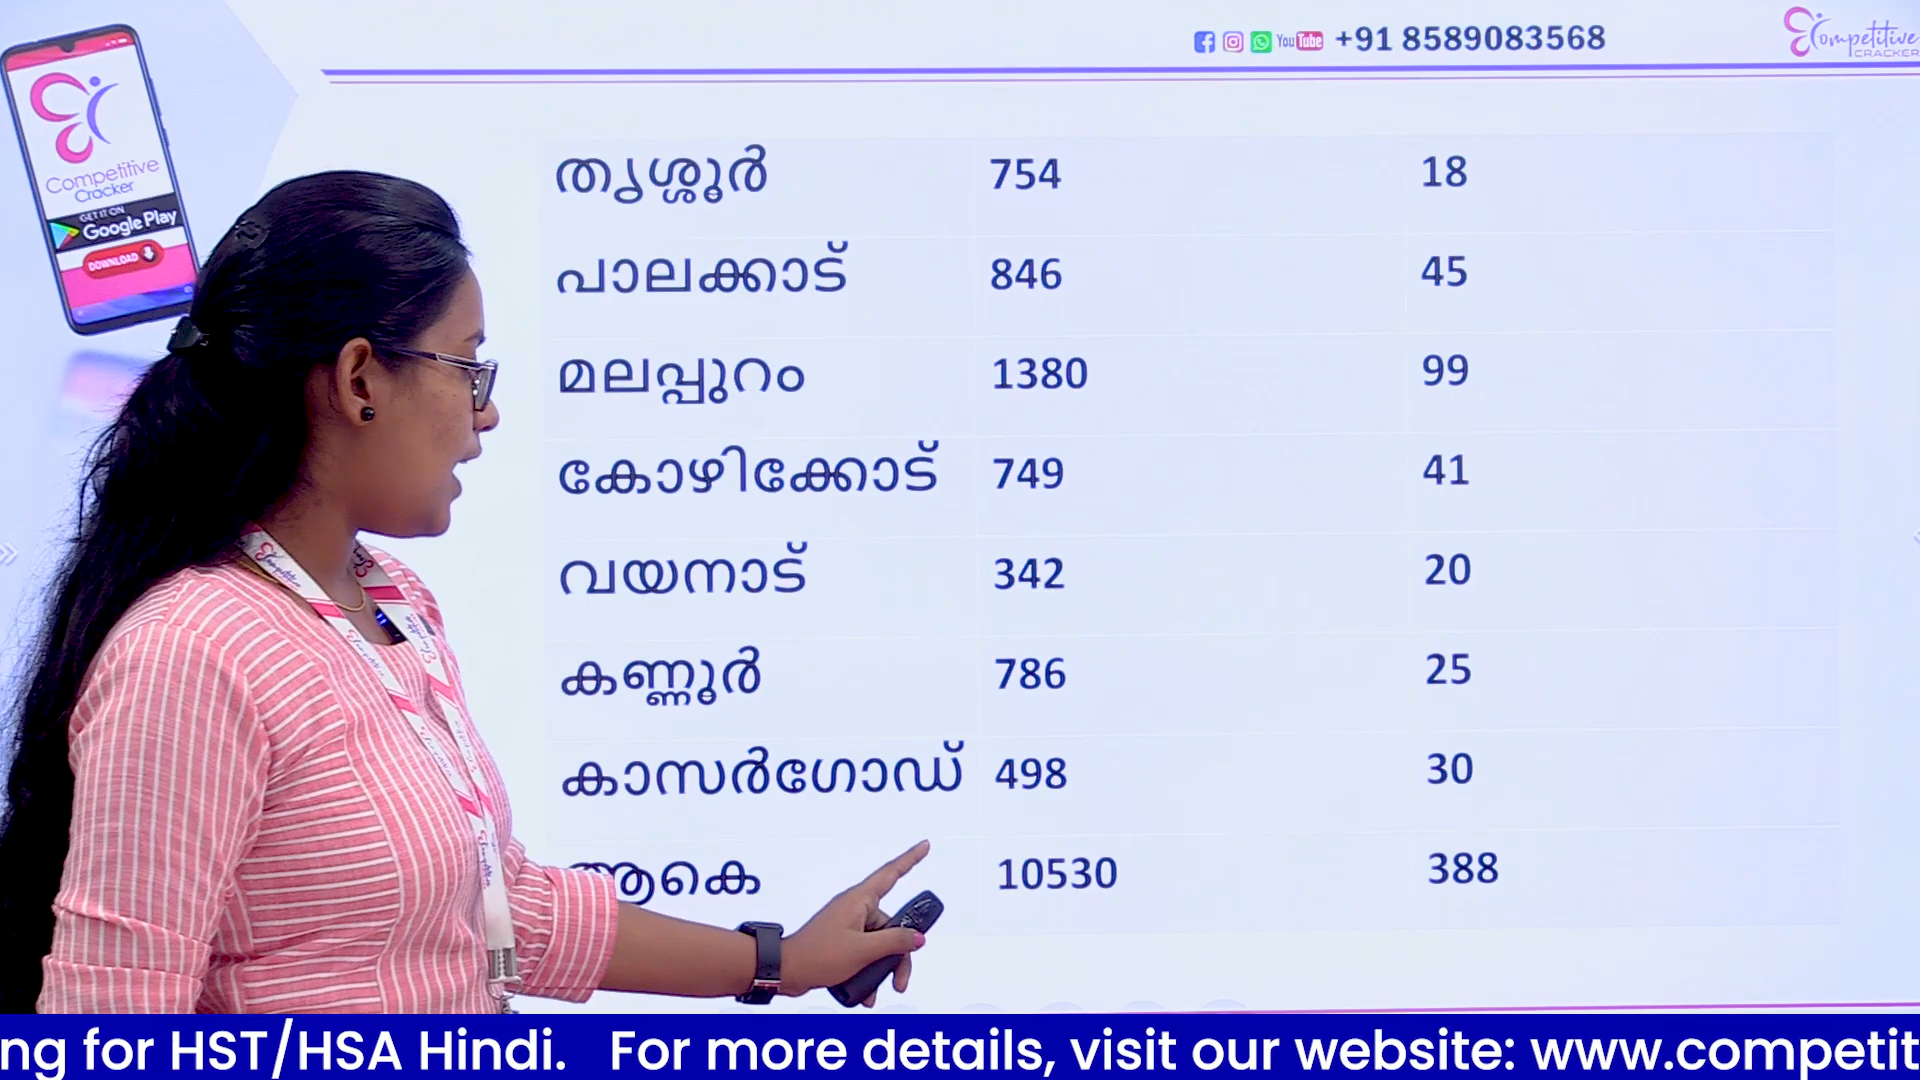 +91 8589083568
Competitive
CRACKER
Competitive
Cracker
GET IT ON
Google Play
DOWNLOAD
You Tube
തൃശ്ശൂർ 754 18
പാലക്കാട് 846 45
മലപ്പുറം 1380 99
കോഴിക്കോട് 749 41
വയനാട് 342 20
കണ്ണൂർ 786 25
കാസർഗോഡ് 498 30
ആകെ 10530 388
ng for HST/HSA Hindi. For more details, visit our website: www.competit